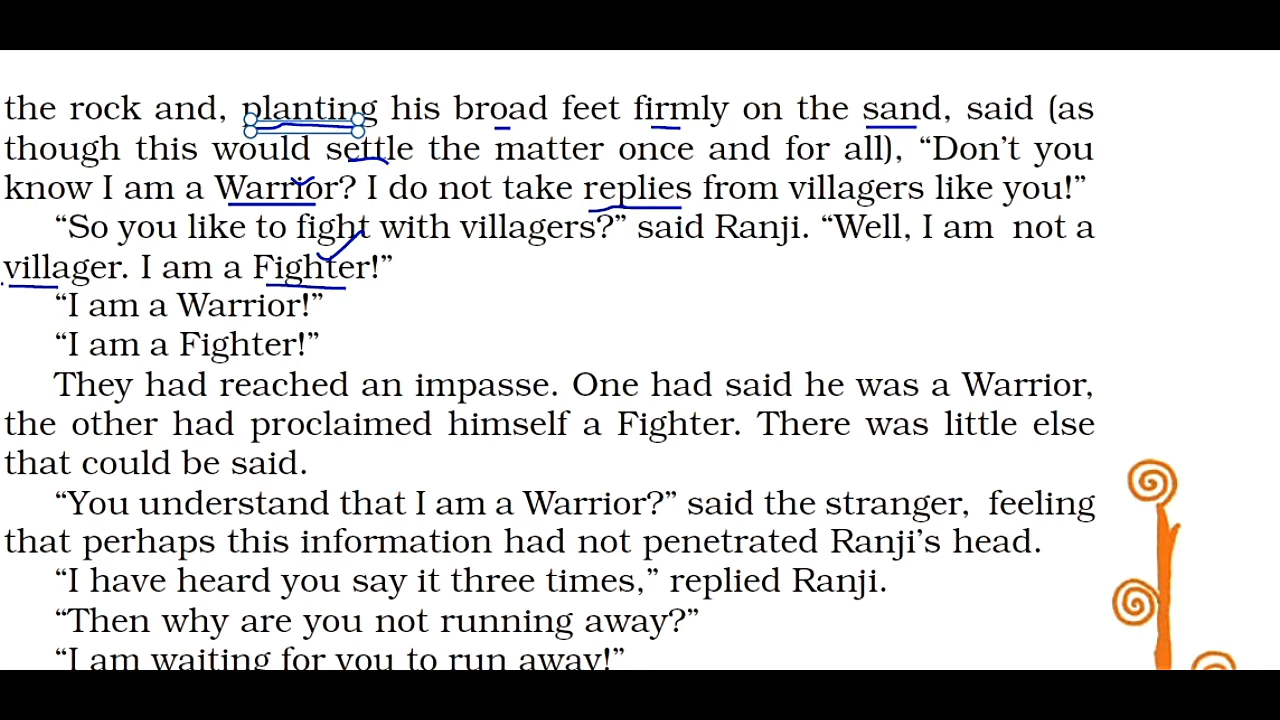 the rock and, planting his broad feet firmly on the sand, said (as
though this would settle the matter once and for all), “Don’t you
know I am a Warrior? I do not take replies from villagers like you!”
“So you like to fight with villagers?” said Ranji. “Well, I am not a
villager. I am a Fighter!”
“I am a Warrior!”
“I am a Fighter!”
They had reached an impasse. One had said he was a Warrior,
the other had proclaimed himself a Fighter. There was little else
that could be said.
“You understand that I am a Warrior?” said the stranger, feeling
that perhaps this information had not penetrated Ranji’s head.
“I have heard you say it three times,” replied Ranji.
“Then why are you not running away?”
“I am waiting for you to run away!”